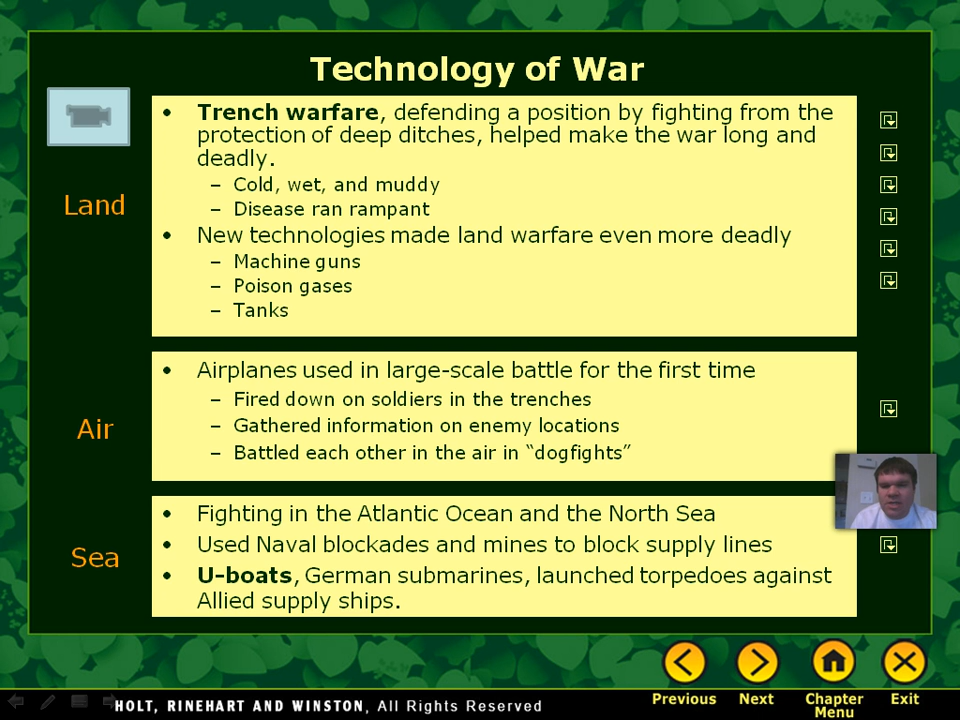 Technology of War
Land
• Trench warfare, defending a position by fighting from the
protection of deep ditches, helped make the war long and
deadly.
– Cold, wet, and muddy
– Disease ran rampant
• New technologies made land warfare even more deadly
– Machine guns
– Poison gases
– Tanks
Air
• Airplanes used in large-scale battle for the first time
– Fired down on soldiers in the trenches
– Gathered information on enemy locations
– Battled each other in the air in “dogfights”
Sea
• Fighting in the Atlantic Ocean and the North Sea
• Used Naval blockades and mines to block supply lines
• U-boats, German submarines, launched torpedoes against
Allied supply ships.
Previous
Next
Chapter
Menu
Exit
HOLT, RINEHART AND WINSTON, All Rights Reserved